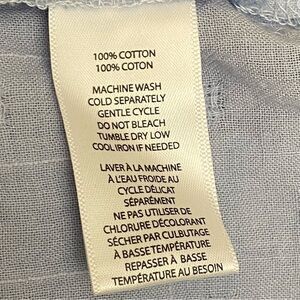 100% COTTON
100% COTON
MACHINE WASH
COLD SEPARATELY
GENTLE CYCLE
DO NOT BLEACH
TUMBLE DRY LOW
COOL IRON IF NEEDED
LAVER À LA MACHINE
À L'EAU FROIDE AU
CYCLE DÉLICAT
SÉPARÉMENT
NE PAS UTILISER DE
CHLORURE DÉCOLORANT
SÉCHER PAR CULBUTAGE
À BASSE TEMPÉRATURE
REPASSER À BASSE
TEMPÉRATURE AU BESOIN